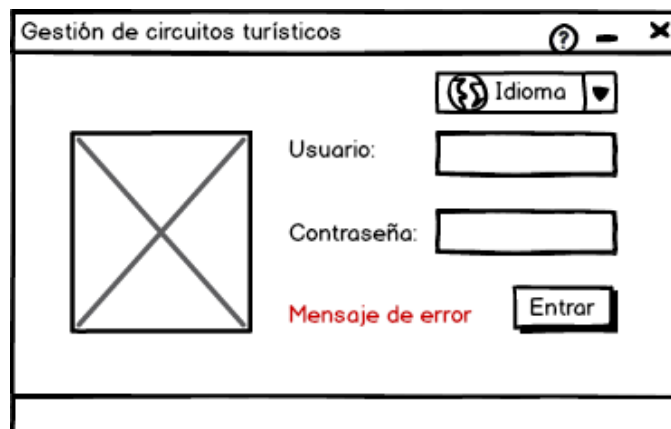 Gestión de circuitos turísticos
?
Idioma
Usuario:
Contraseña:
Mensaje de error
Entrar